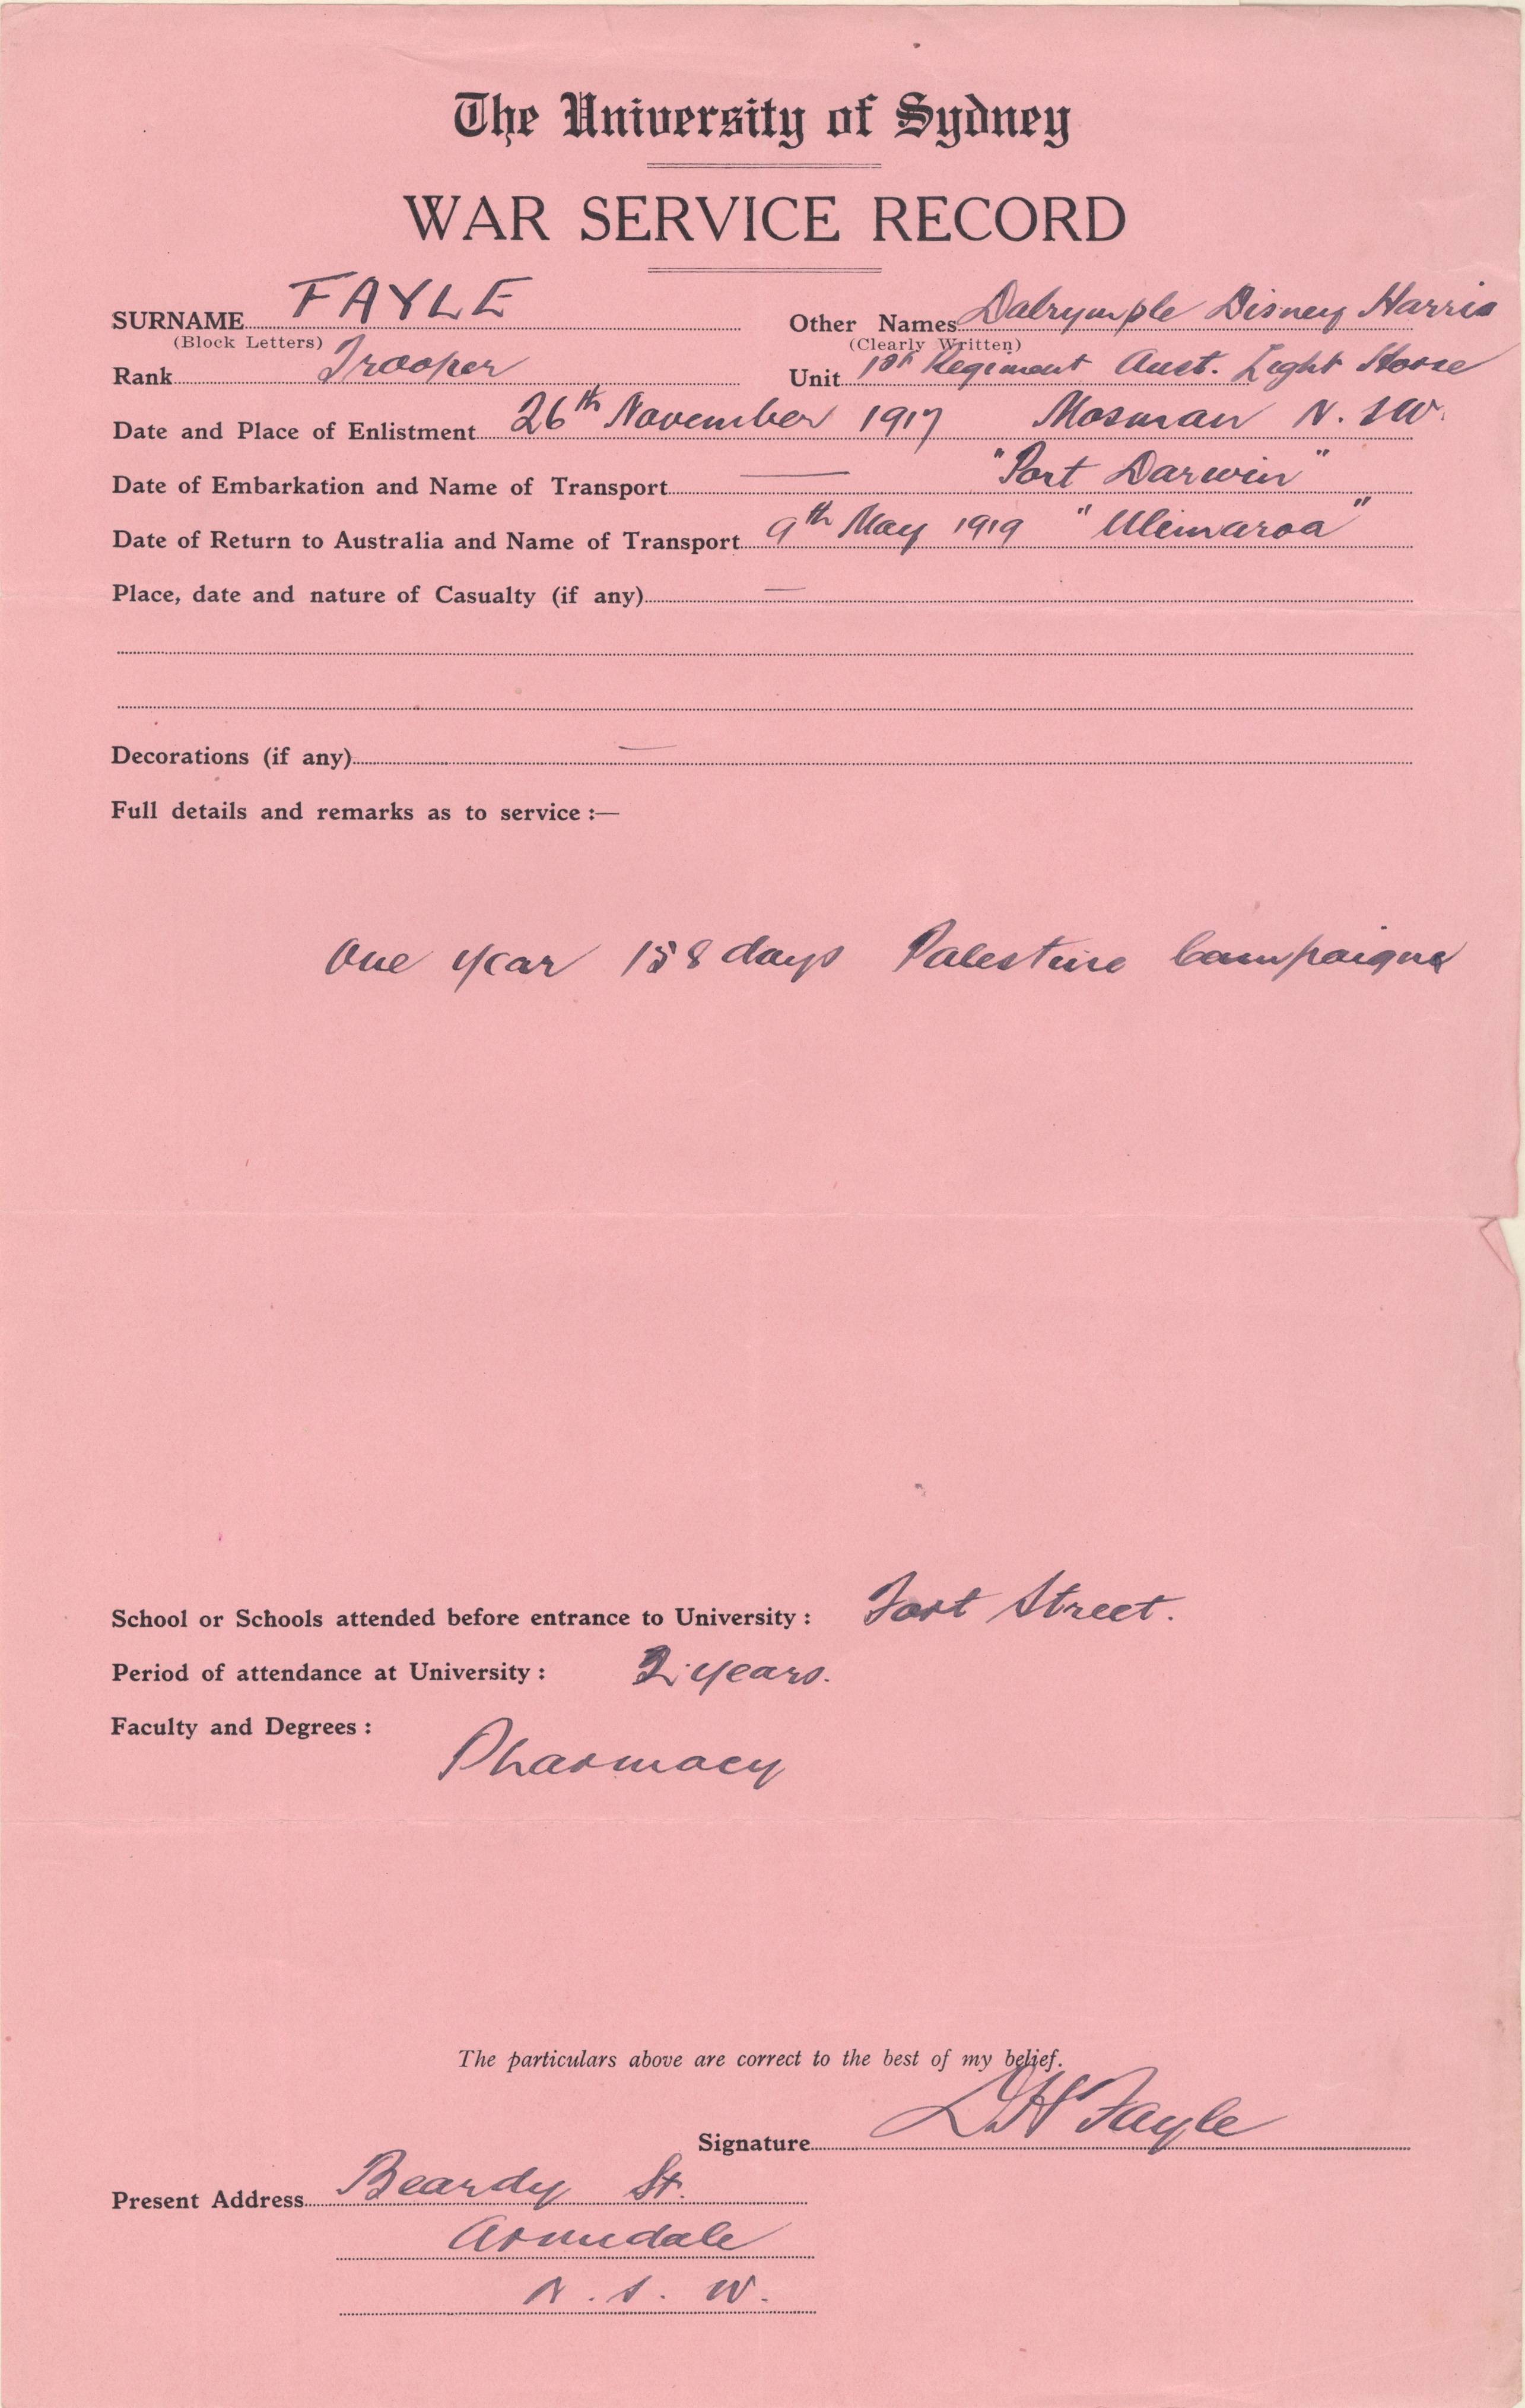 The University of Sydney
WAR SERVICE RECORD
SURNAME FAYLE Other Names Dalrymple Disney Harris
(Block Letters) (Clearly Written)
Rank Trooper Unit Regiment Aust. Light Horse
Date and Place of Enlistment 26th November 1917 Mosman N.SW.
Date of Embarkation and Name of Transport — "Port Darwin"
Date of Return to Australia and Name of Transport 9th May 1919 "Ulimaroa"
Place, date and nature of Casualty (if any) —
Decorations (if any) —
Full details and remarks as to service :—
One year 158 days Palestine Campaign
School or Schools attended before entrance to University : Fort Street.
Period of attendance at University : 2 years.
Faculty and Degrees :
Pharmacy
The particulars above are correct to the best of my belief.
Signature DH Fayle
Present Address Beardy St.
Armidale
N.S.W.